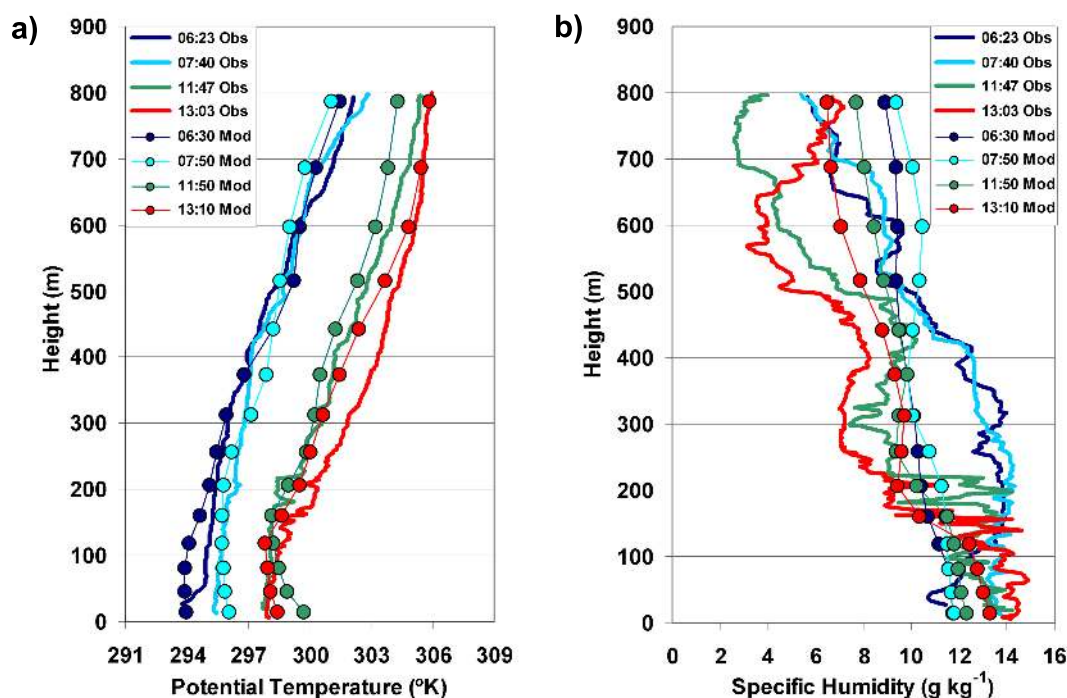 a)
900
800
700
600
500
400
300
200
100
0
Height (m)
291 294 297 300 303 306 309
Potential Temperature (ºK)
06:23 Obs
07:40 Obs
11:47 Obs
13:03 Obs
06:30 Mod
07:50 Mod
11:50 Mod
13:10 Mod
b)
900
800
700
600
500
400
300
200
100
0
Height (m)
0 2 4 6 8 10 12 14 16
Specific Humidity (g kg⁻¹)
06:23 Obs
07:40 Obs
11:47 Obs
13:03 Obs
06:30 Mod
07:50 Mod
11:50 Mod
13:10 Mod